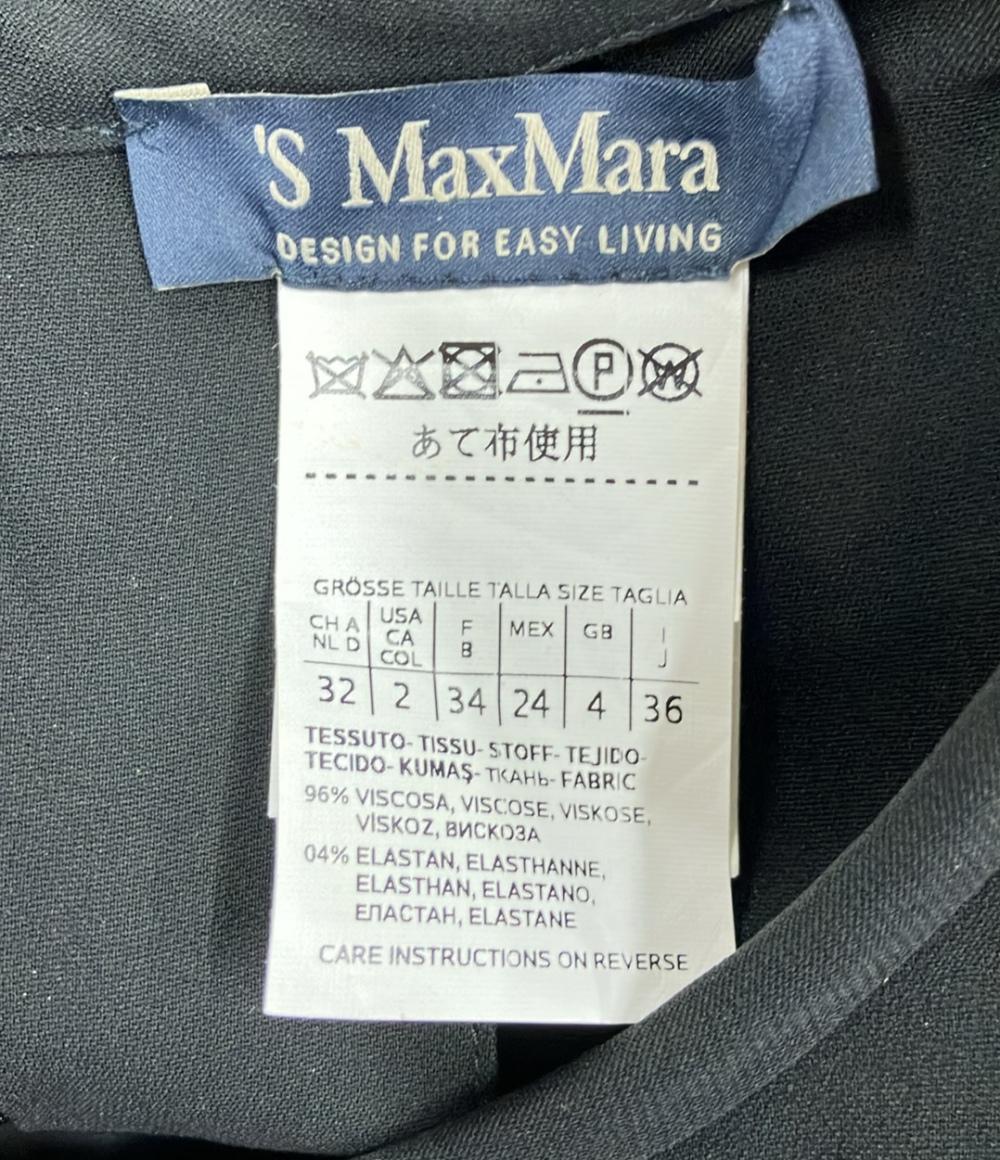 'S MaxMara
DESIGN FOR EASY LIVING
P W
あて布使用
GRÖSSE TAILLE TALLA SIZE TAGLIA
CH A NL D USA CA COL F B MEX GB I J
32 2 34 24 4 36
TESSUTO- TISSU- STOFF- TEJIDO-
TECIDO- KUMAŞ- ТКАНЬ- FABRIC
96% VISCOSA, VISCOSE, VISKOSE,
VİSKOZ, ВИСКОЗА
04% ELASTAN, ELASTHANNE,
ELASTHAN, ELASTANO,
ЕПАСТАН, ELASTANE
CARE INSTRUCTIONS ON REVERSE